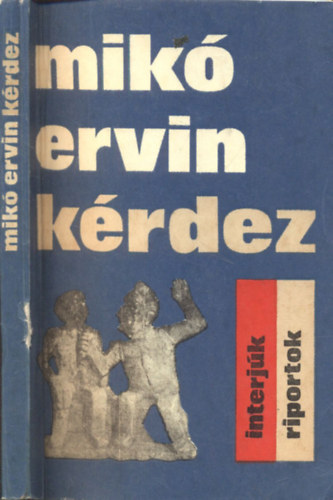 mikó ervin kérdez
mikó
ervin
kérdez
interjúk
riportok